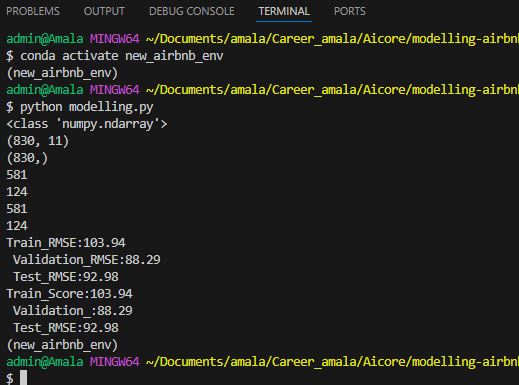 PROBLEMS OUTPUT DEBUG CONSOLE TERMINAL PORTS
admin@Amala MINGW64 ~/Documents/amala/Career_amala/Aicore/modelling-airbn
$ conda activate new_airbnb_env
(new_airbnb_env)
admin@Amala MINGW64 ~/Documents/amala/Career_amala/Aicore/modelling-airbn
$ python modelling.py
<class 'numpy.ndarray'>
(830, 11)
(830,)
581
124
581
124
Train_RMSE:103.94
Validation_RMSE:88.29
Test_RMSE:92.98
Train_Score:103.94
Validation_:88.29
Test_RMSE:92.98
(new_airbnb_env)
admin@Amala MINGW64 ~/Documents/amala/Career_amala/Aicore/modelling-airbn
$